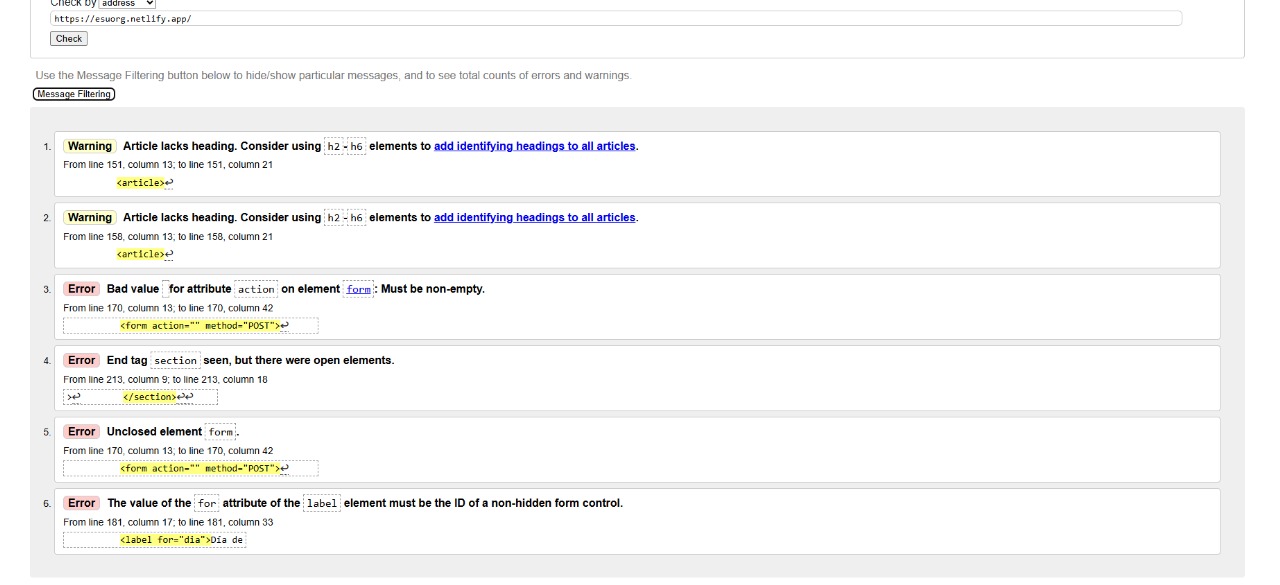 Check by address
https://esuorg.netlify.app/
Check
Use the Message Filtering button below to hide/show particular messages, and to see total counts of errors and warnings.
Message Filtering
1. Warning Article lacks heading. Consider using h2-h6 elements to add identifying headings to all articles.
From line 151, column 13; to line 151, column 21
<article>↩
2. Warning Article lacks heading. Consider using h2-h6 elements to add identifying headings to all articles.
From line 158, column 13; to line 158, column 21
<article>↩
3. Error Bad value for attribute action on element form: Must be non-empty.
From line 170, column 13; to line 170, column 42
<form action="" method="POST">↩
4. Error End tag section seen, but there were open elements.
From line 213, column 9; to line 213, column 18
>↩ </section>↩↩
5. Error Unclosed element form.
From line 170, column 13; to line 170, column 42
<form action="" method="POST">↩
6. Error The value of the for attribute of the label element must be the ID of a non-hidden form control.
From line 181, column 17; to line 181, column 33
<label for="dia">Día de